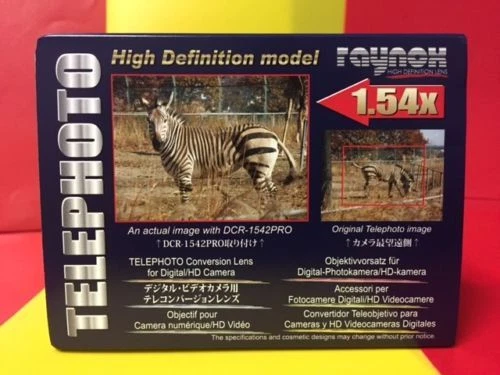 TELEPHOTO
High Definition model
raynox
HIGH DEFINITION LENS
1.54x
An actual image with DCR-1542PRO
↑DCR-1542PRO取り付け↑
Original Telephoto image
↑カメラ最望遠側↑
TELEPHOTO Conversion Lens
for Digital/HD Camera
デジタル・ビデオカメラ用
テレコンバージョンレンズ
Objectif pour
Camera numérique/HD Vidéo
Objektivvorsatz für
Digital-Photokamera/HD-kamera
Accessori per
Fotocamere Digitali/HD Videocamere
Convertidor Teleobjetivo para
Cameras y HD Videocameras Digitales
The specifications and cosmetic designs may change without prior notice.